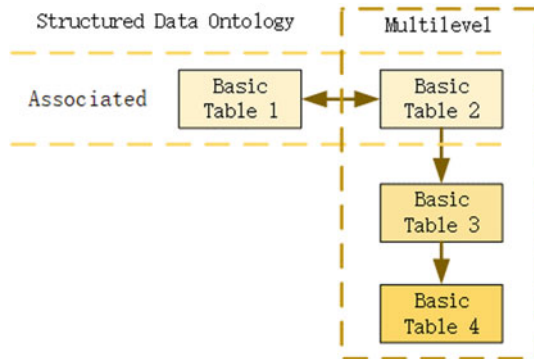 Structured Data Ontology
Multilevel
Associated
Basic
Table 1
Basic
Table 2
Basic
Table 3
Basic
Table 4